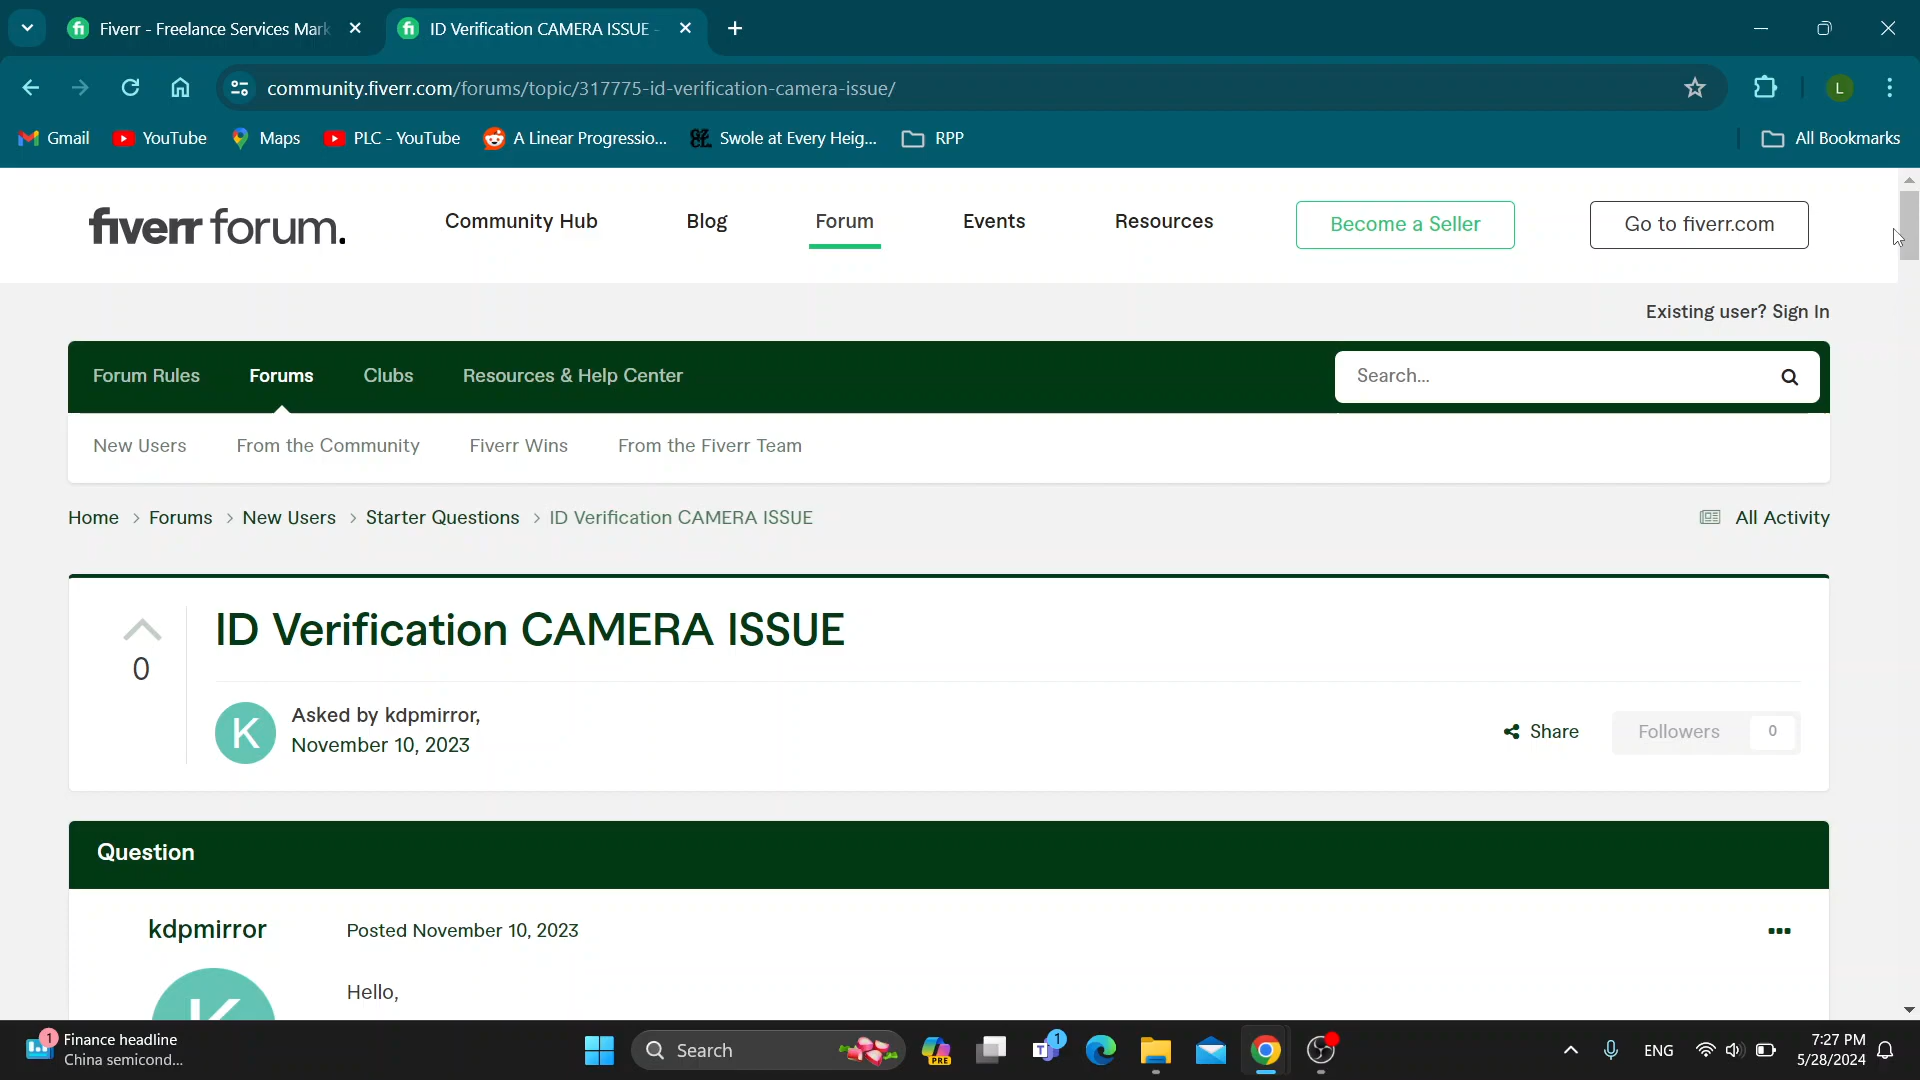 Fiverr - Freelance Services Mark
ID Verification CAMERA ISSUE -
community.fiverr.com/forums/topic/317775-id-verification-camera-issue/
L
Gmail
YouTube
Maps
PLC - YouTube
A Linear Progressio...
Swole at Every Heig...
RPP
All Bookmarks
fiverr forum.
Community Hub
Blog
Forum
Events
Resources
Become a Seller
Go to fiverr.com
Existing user? Sign In
Forum Rules
Forums
Clubs
Resources & Help Center
Search...
New Users
From the Community
Fiverr Wins
From the Fiverr Team
Home > Forums > New Users > Starter Questions > ID Verification CAMERA ISSUE
All Activity
0
ID Verification CAMERA ISSUE
K
Asked by kdpmirror,
November 10, 2023
Share
Followers 0
Question
kdpmirror
Posted November 10, 2023
Hello,
1
Finance headline
China semicond...
Search
PRE
1
ENG
7:27 PM
5/28/2024